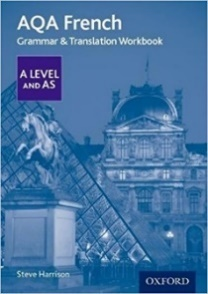 AQA French
Grammar & Translation Workbook
A LEVEL
AND AS
Steve Harrison
OXFORD